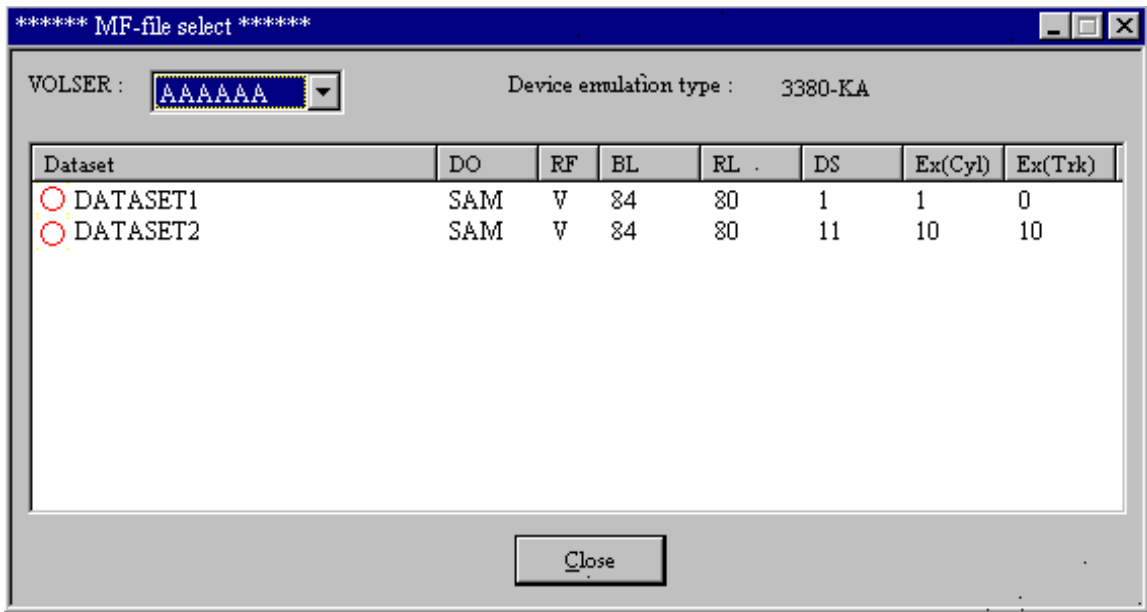 ****** MF-file select ******
VOLSER : AAAAAA Device emulation type : 3380-KA
Dataset DO RF BL RL DS Ex(Cyl) Ex(Trk)
DATASET1 SAM V 84 80 1 1 0
DATASET2 SAM V 84 80 11 10 10
Close